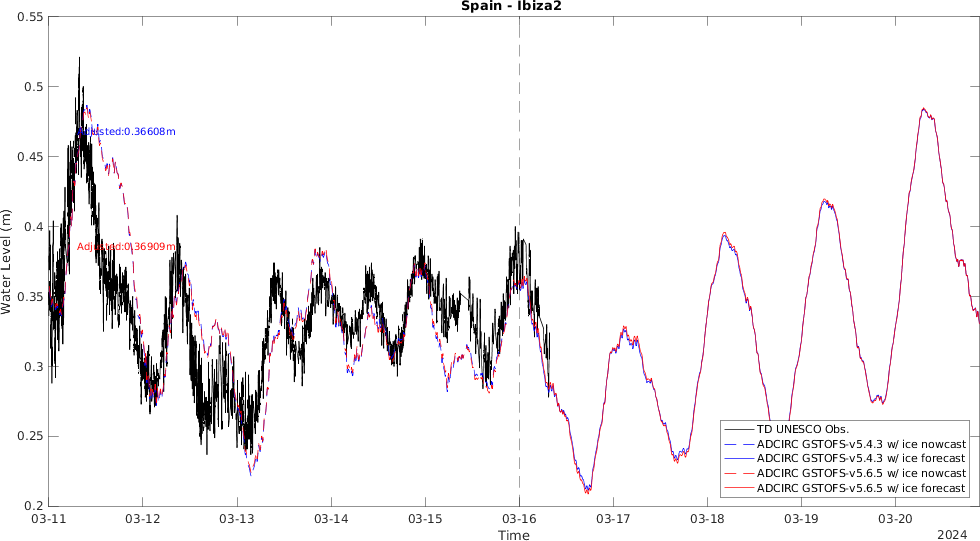 Spain - Ibiza2
0.55
0.5
0.45
0.4
0.35
0.3
0.25
0.2
Water Level (m)
Adjusted:0.36608m
Adjusted:0.36909m
TD UNESCO Obs.
ADCIRC GSTOFS-v5.4.3 w/ ice nowcast
ADCIRC GSTOFS-v5.4.3 w/ ice forecast
ADCIRC GSTOFS-v5.6.5 w/ ice nowcast
ADCIRC GSTOFS-v5.6.5 w/ ice forecast
03-11 03-12 03-13 03-14 03-15 03-16 03-17 03-18 03-19 03-20
Time
2024